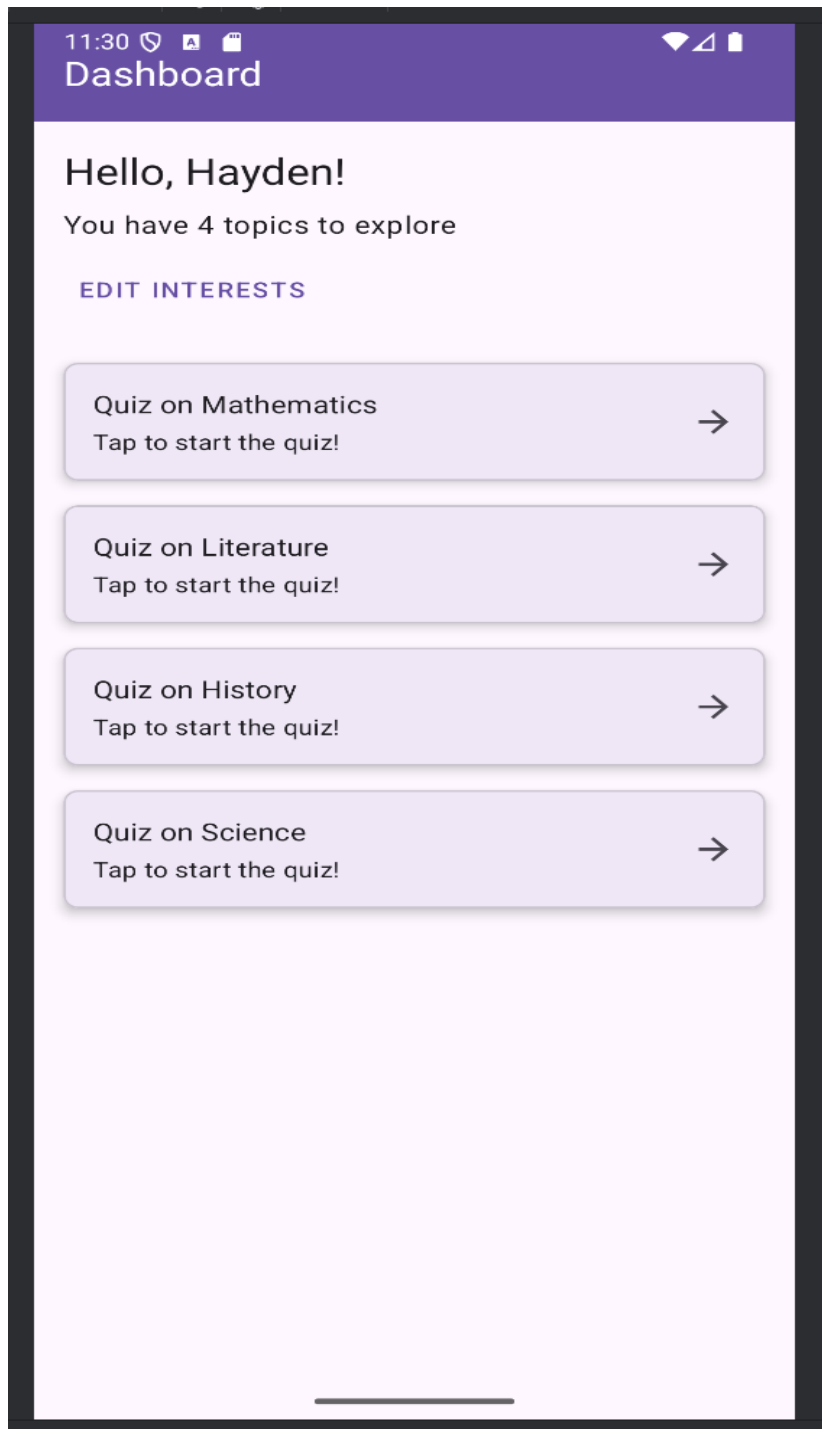 11:30
Dashboard
Hello, Hayden!
You have 4 topics to explore
EDIT INTERESTS
Quiz on Mathematics
Tap to start the quiz!
Quiz on Literature
Tap to start the quiz!
Quiz on History
Tap to start the quiz!
Quiz on Science
Tap to start the quiz!